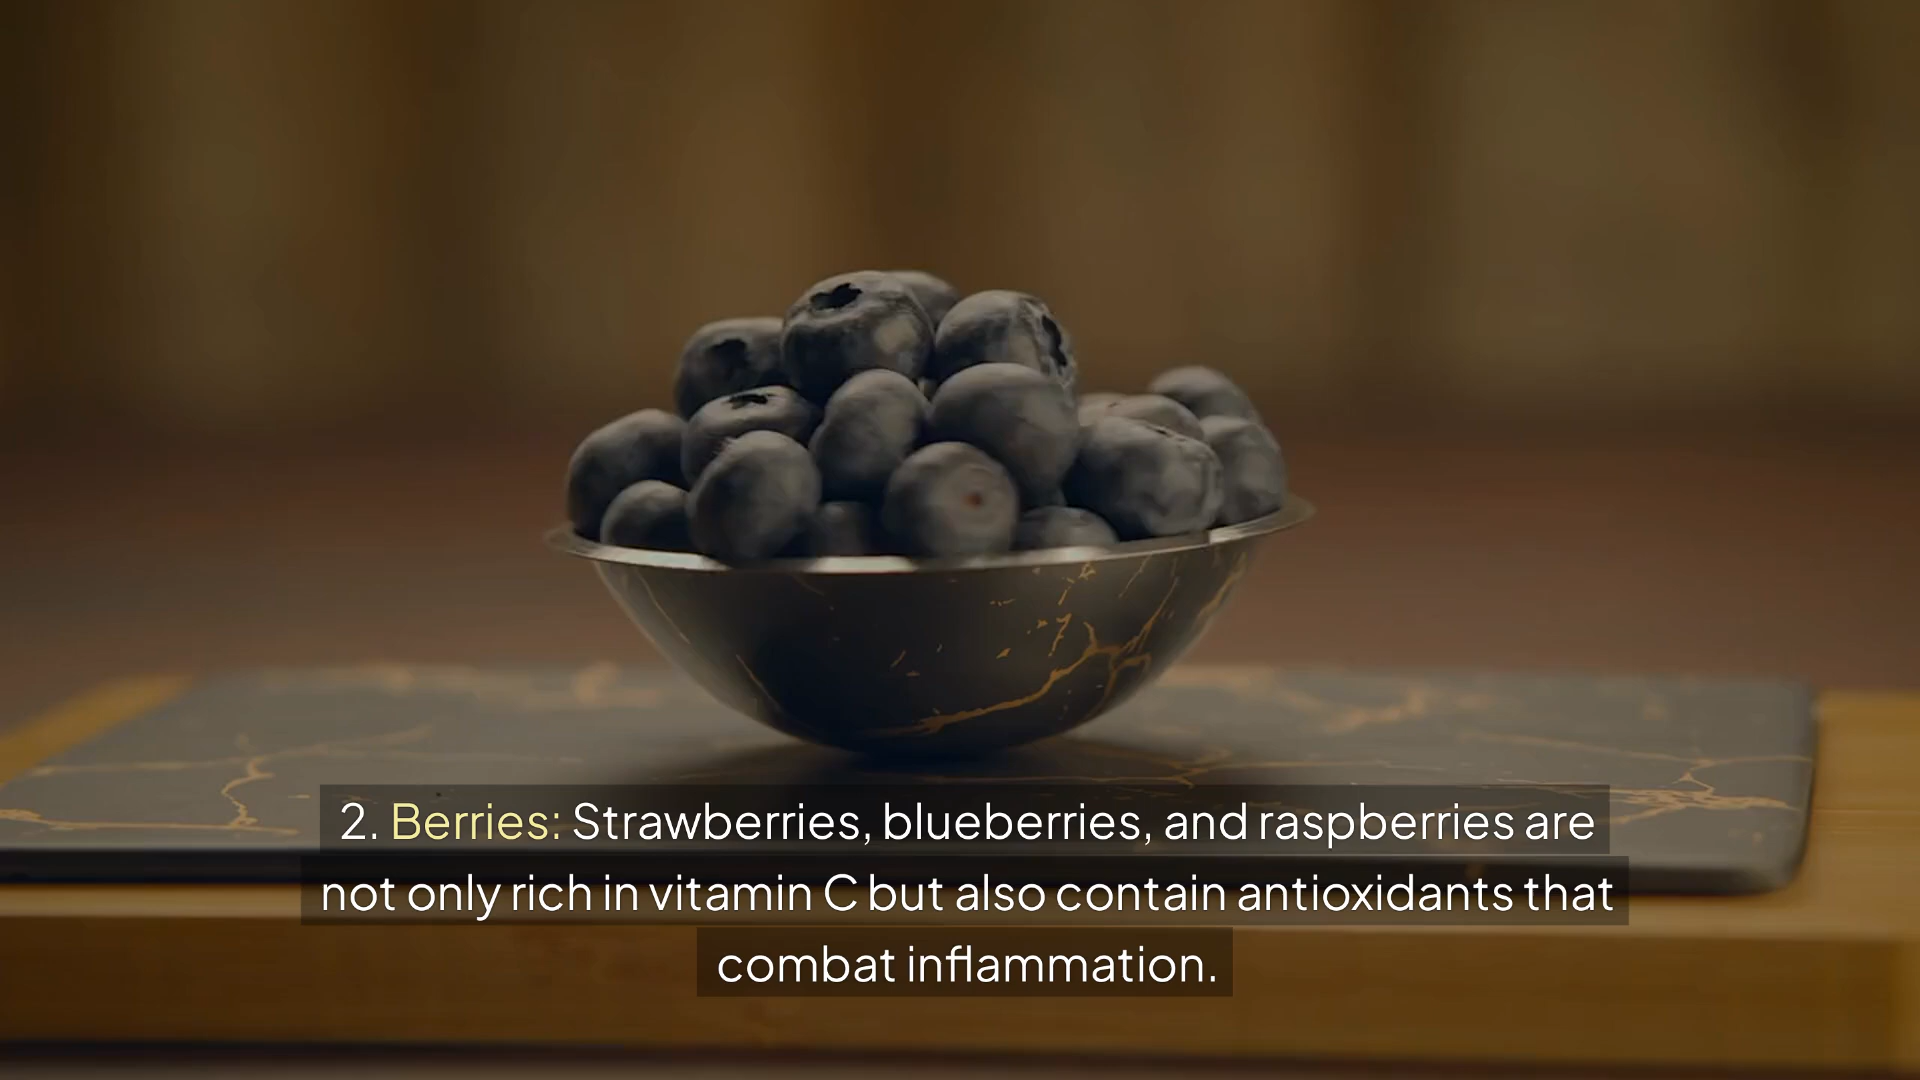 2. Berries: Strawberries, blueberries, and raspberries are
not only rich in vitamin C but also contain antioxidants that
combat inflammation.